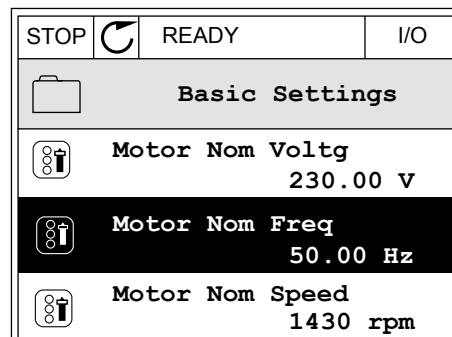 STOP READY I/O
Basic Settings
Motor Nom Voltg
230.00 V
Motor Nom Freq
50.00 Hz
Motor Nom Speed
1430 rpm